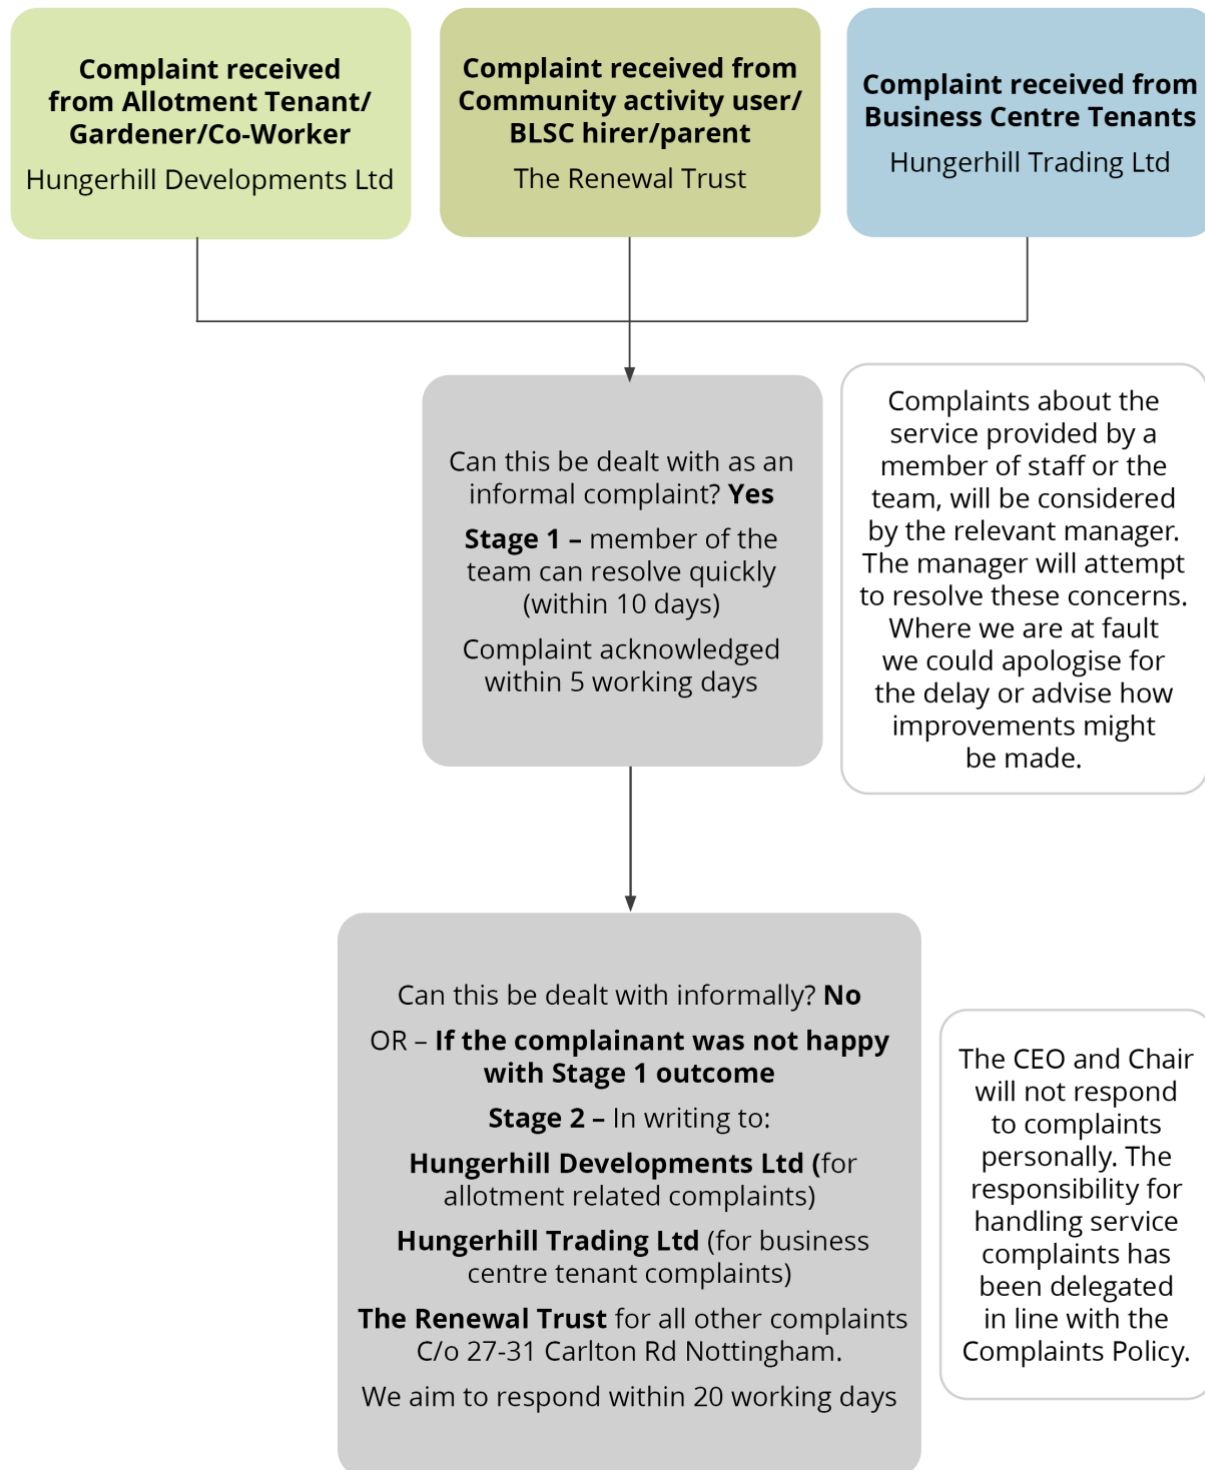 Complaint received
from Allotment Tenant/
Gardener/Co-Worker
Hungerhill Developments Ltd
Complaint received from
Community activity user/
BLSC hirer/parent
The Renewal Trust
Complaint received from
Business Centre Tenants
Hungerhill Trading Ltd
Can this be dealt with as an
informal complaint? Yes
Stage 1 – member of the
team can resolve quickly
(within 10 days)
Complaint acknowledged
within 5 working days
Complaints about the
service provided by a
member of staff or the
team, will be considered
by the relevant manager.
The manager will attempt
to resolve these concerns.
Where we are at fault
we could apologise for
the delay or advise how
improvements might
be made.
Can this be dealt with informally? No
OR – If the complainant was not happy
with Stage 1 outcome
Stage 2 – In writing to:
Hungerhill Developments Ltd (for
allotment related complaints)
Hungerhill Trading Ltd (for business
centre tenant complaints)
The Renewal Trust for all other complaints
C/o 27-31 Carlton Rd Nottingham.
We aim to respond within 20 working days
The CEO and Chair
will not respond
to complaints
personally. The
responsibility for
handling service
complaints has
been delegated
in line with the
Complaints Policy.